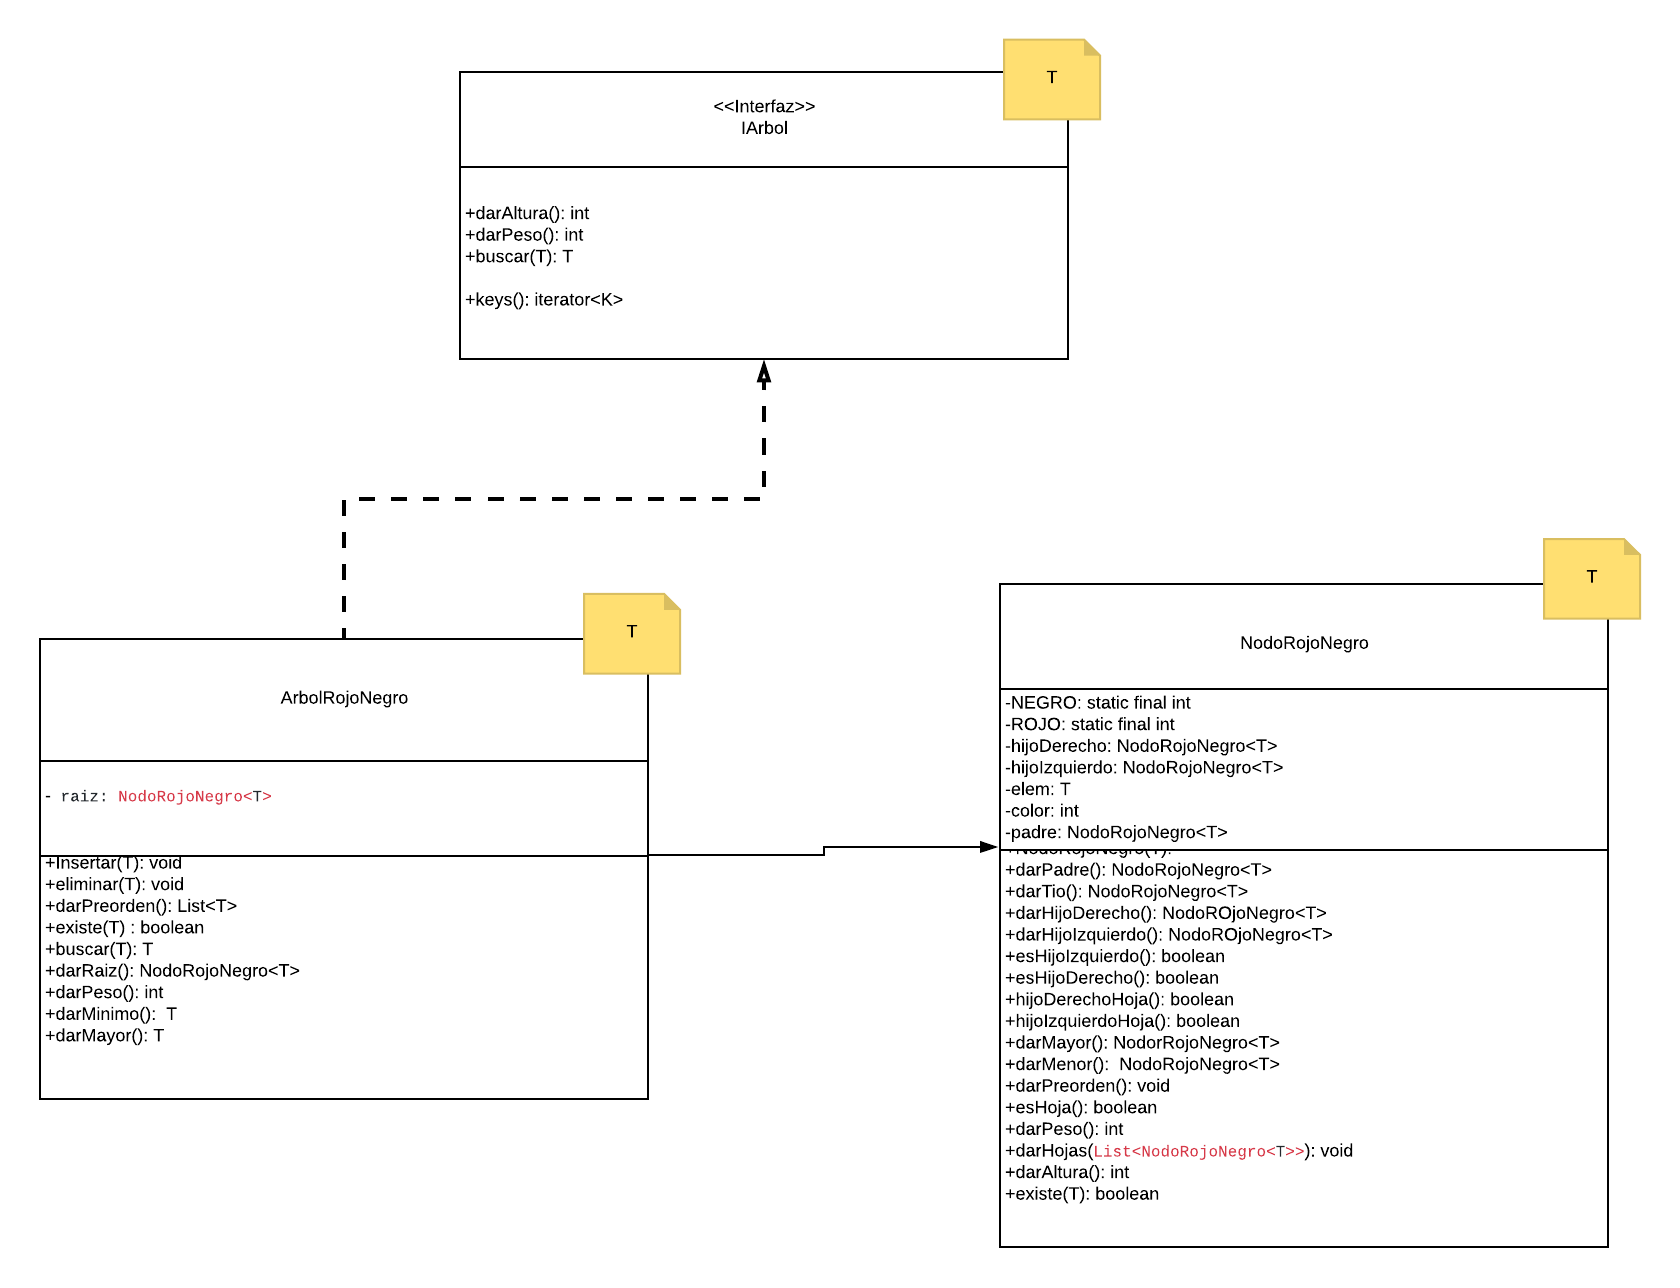 T
<<Interfaz>>
IArbol
+darAltura(): int
+darPeso(): int
+buscar(T): T
+keys(): iterator<K>
T
ArbolRojoNegro
- raiz: NodoRojoNegro<T>
+Insertar(T): void
+eliminar(T): void
+darPreorden(): List<T>
+existe(T) : boolean
+buscar(T): T
+darRaiz(): NodoRojoNegro<T>
+darPeso(): int
+darMinimo():  T
+darMayor(): T
T
NodoRojoNegro
-NEGRO: static final int
-ROJO: static final int
-hijoDerecho: NodoRojoNegro<T>
-hijoIzquierdo: NodoRojoNegro<T>
-elem: T
-color: int
-padre: NodoRojoNegro<T>
+NodoRojoNegro(T):
+darPadre(): NodoRojoNegro<T>
+darTio(): NodoRojoNegro<T>
+darHijoDerecho(): NodoROjoNegro<T>
+darHijoIzquierdo(): NodoROjoNegro<T>
+esHijoIzquierdo(): boolean
+esHijoDerecho(): boolean
+hijoDerechoHoja(): boolean
+hijoIzquierdoHoja(): boolean
+darMayor(): NodorRojoNegro<T>
+darMenor():  NodoRojoNegro<T>
+darPreorden(): void
+esHoja(): boolean
+darPeso(): int
+darHojas(List<NodoRojoNegro<T>>): void
+darAltura(): int
+existe(T): boolean